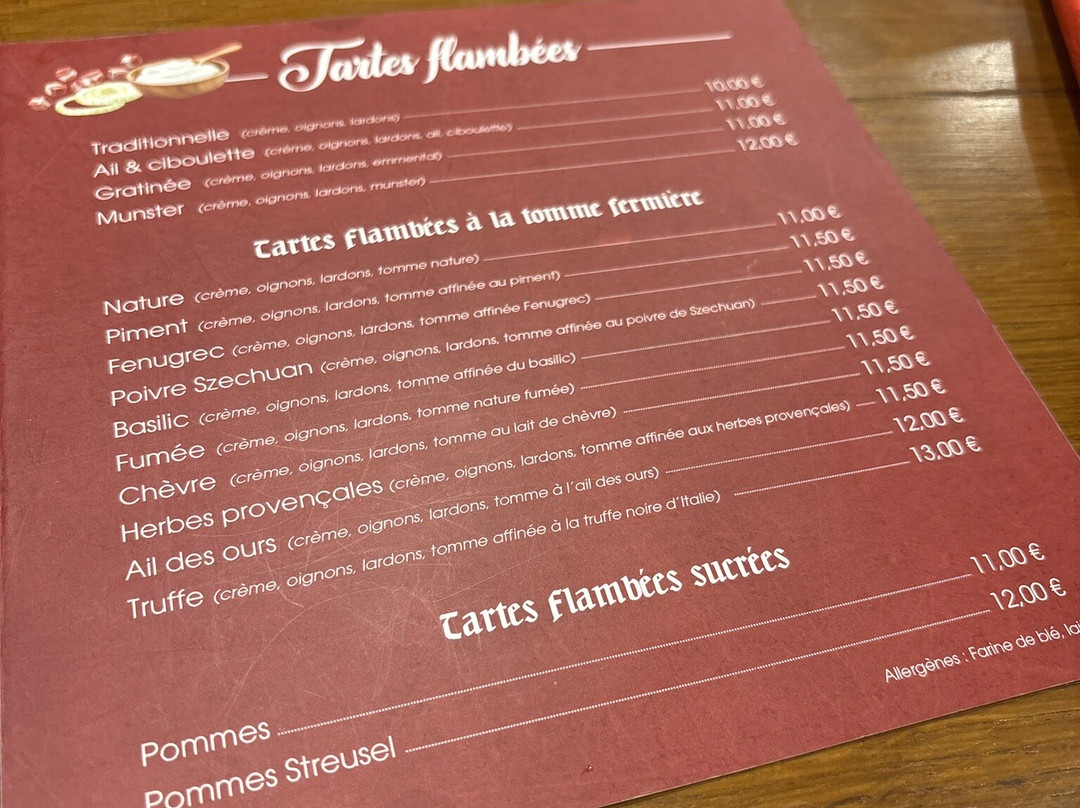 Tartes flambées
Traditionnelle (crème, oignons, lardons) 10,00 €
Ail & ciboulette (crème, oignons, lardons, ail, ciboulette) 11,00 €
Gratinée (crème, oignons, lardons, emmental) 11,00 €
Munster (crème, oignons, lardons, munster) 12,00 €
Tartes Flambées à la tomme fermière
Nature (crème, oignons, lardons, tomme nature) 11,00 €
Piment (crème, oignons, lardons, tomme affinée au piment) 11,50 €
Fenugrec (crème, oignons, lardons, tomme affinée Fenugrec) 11,50 €
Poivre Szechuan (crème, oignons, lardons, tomme affinée au poivre de Szechuan) 11,50 €
Basilic (crème, oignons, lardons, tomme affinée du basilic) 11,50 €
Fumée (crème, oignons, lardons, tomme nature fumée) 11,50 €
Chèvre (crème, oignons, lardons, tomme au lait de chèvre) 11,50 €
Herbes provençales (crème, oignons, lardons, tomme affinée aux herbes provençales) 11,50 €
Ail des ours (crème, oignons, lardons, tomme à l'ail des ours) 12,00 €
Truffe (crème, oignons, lardons, tomme affinée à la truffe noire d'Italie) 13,00 €
Tartes Flambées sucrées
Pommes 11,00 €
Pommes Streusel 12,00 €
Allergènes : Farine de blé,